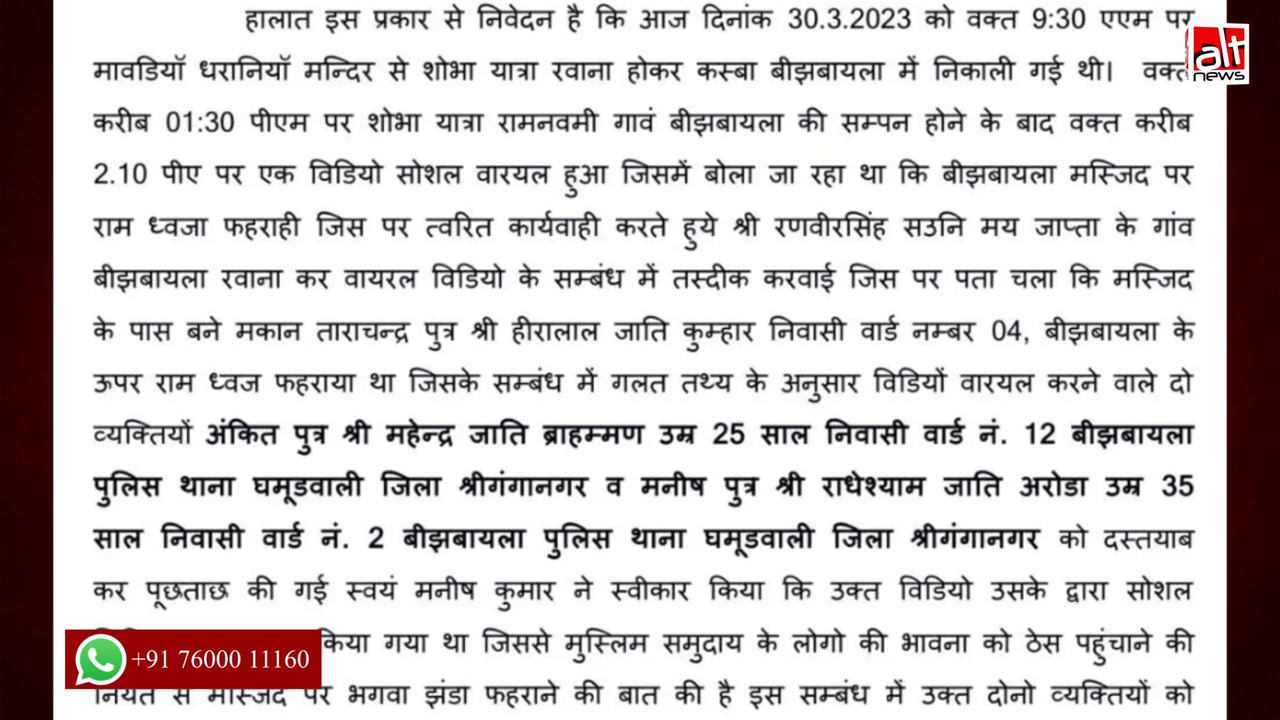 हालात इस प्रकार से निवेदन है कि आज दिनांक 30.3.2023 को वक्त 9:30 एएम पर
मावडियॉ धरानियॉ मन्दिर से शोभा यात्रा रवाना होकर कस्बा बीझबायला में निकाली गई थी। वक्त
करीब 01:30 पीएम पर शोभा यात्रा रामनवमी गावं बीझबायला की सम्पन होने के बाद वक्त करीब
2.10 पीए पर एक विडियो सोशल वारयल हुआ जिसमें बोला जा रहा था कि बीझबायला मस्जिद पर
राम ध्वजा फहराही जिस पर त्वरित कार्यवाही करते हुये श्री रणवीरसिंह सउनि मय जाप्ता के गांव
बीझबायला रवाना कर वायरल विडियो के सम्बंध में तस्दीक करवाई जिस पर पता चला कि मस्जिद
के पास बने मकान ताराचन्द्र पुत्र श्री हीरालाल जाति कुम्हार निवासी वार्ड नम्बर 04, बीझबायला के
ऊपर राम ध्वज फहराया था जिसके सम्बंध में गलत तथ्य के अनुसार विडियों वारयल करने वाले दो
व्यक्तियों अंकित पुत्र श्री महेन्द्र जाति ब्राहम्मण उम्र 25 साल निवासी वार्ड नं. 12 बीझबायला
पुलिस थाना घमूडवाली जिला श्रीगंगानगर व मनीष पुत्र श्री राधेश्याम जाति अरोडा उम्र 35
साल निवासी वार्ड नं. 2 बीझबायला पुलिस थाना घमूडवाली जिला श्रीगंगानगर को दस्तयाब
कर पूछताछ की गई स्वयं मनीष कुमार ने स्वीकार किया कि उक्त विडियो उसके द्वारा सोशल
किया गया था जिससे मुस्लिम समुदाय के लोगो की भावना को ठेस पहुंचाने की
नियत से मस्जिद पर भगवा झंडा फहराने की बात की है इस सम्बंध में उक्त दोनो व्यक्तियों को
alt
news
+91 76000 11160